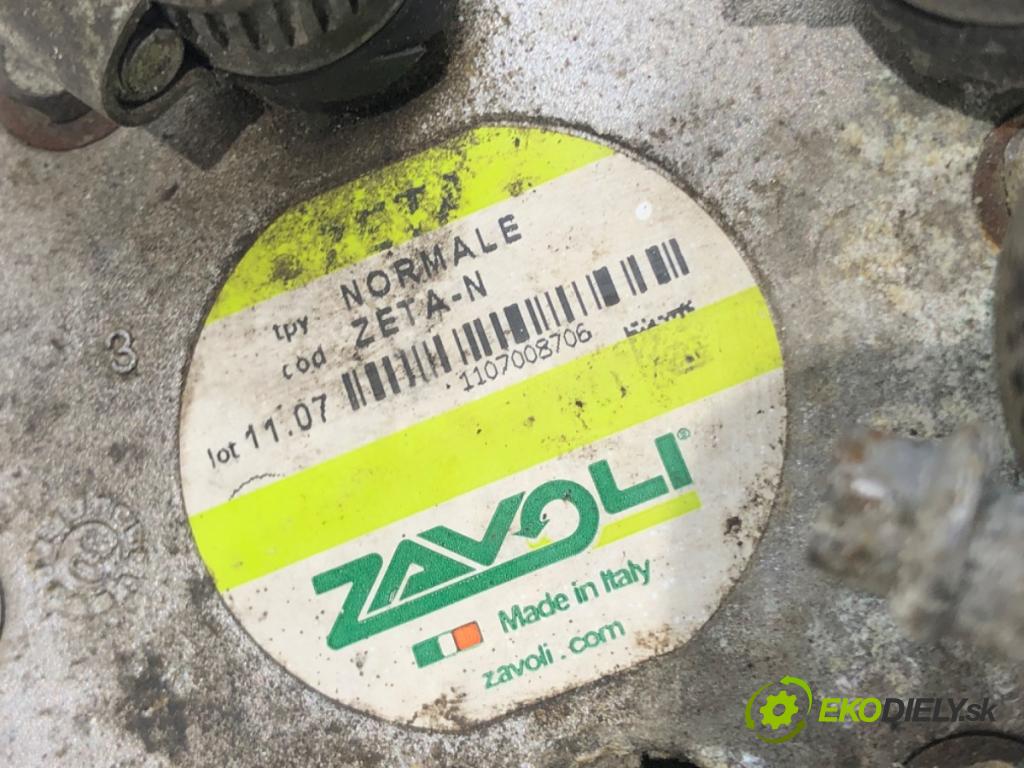 tpy NORMALE
cod ZETA-N
lot 11.07
1107008706
ZAVOLI®
Made in Italy
zavoli.com
3
EKODIELY.sk